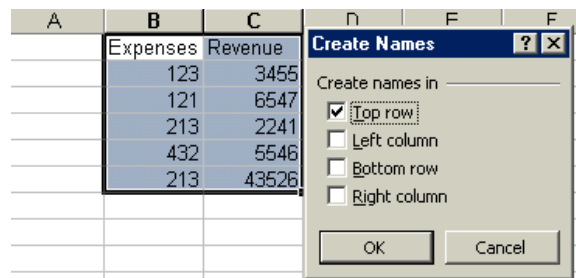 A B C D E F
Expenses Revenue
123 3455
121 6547
213 2241
432 5546
213 43526
Create Names ? ×
Create names in
Top row
Left column
Bottom row
Right column
OK Cancel